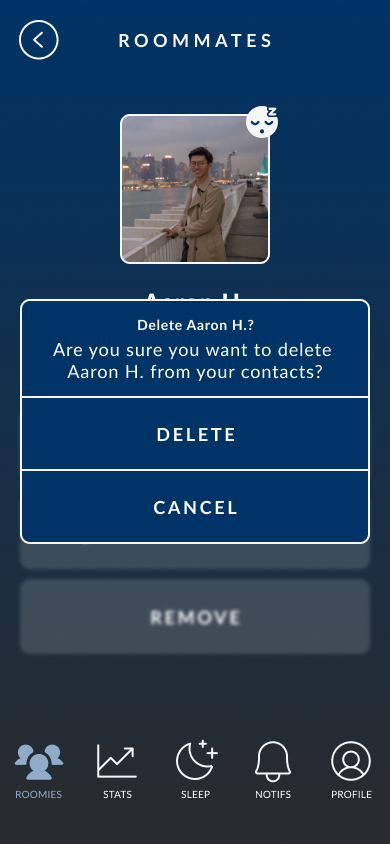 ROOMMATES
z
Aaron H.
Delete Aaron H.?
Are you sure you want to delete
Aaron H. from your contacts?
DELETE
CANCEL
REMOVE
ROOMIES STATS SLEEP NOTIFS PROFILE